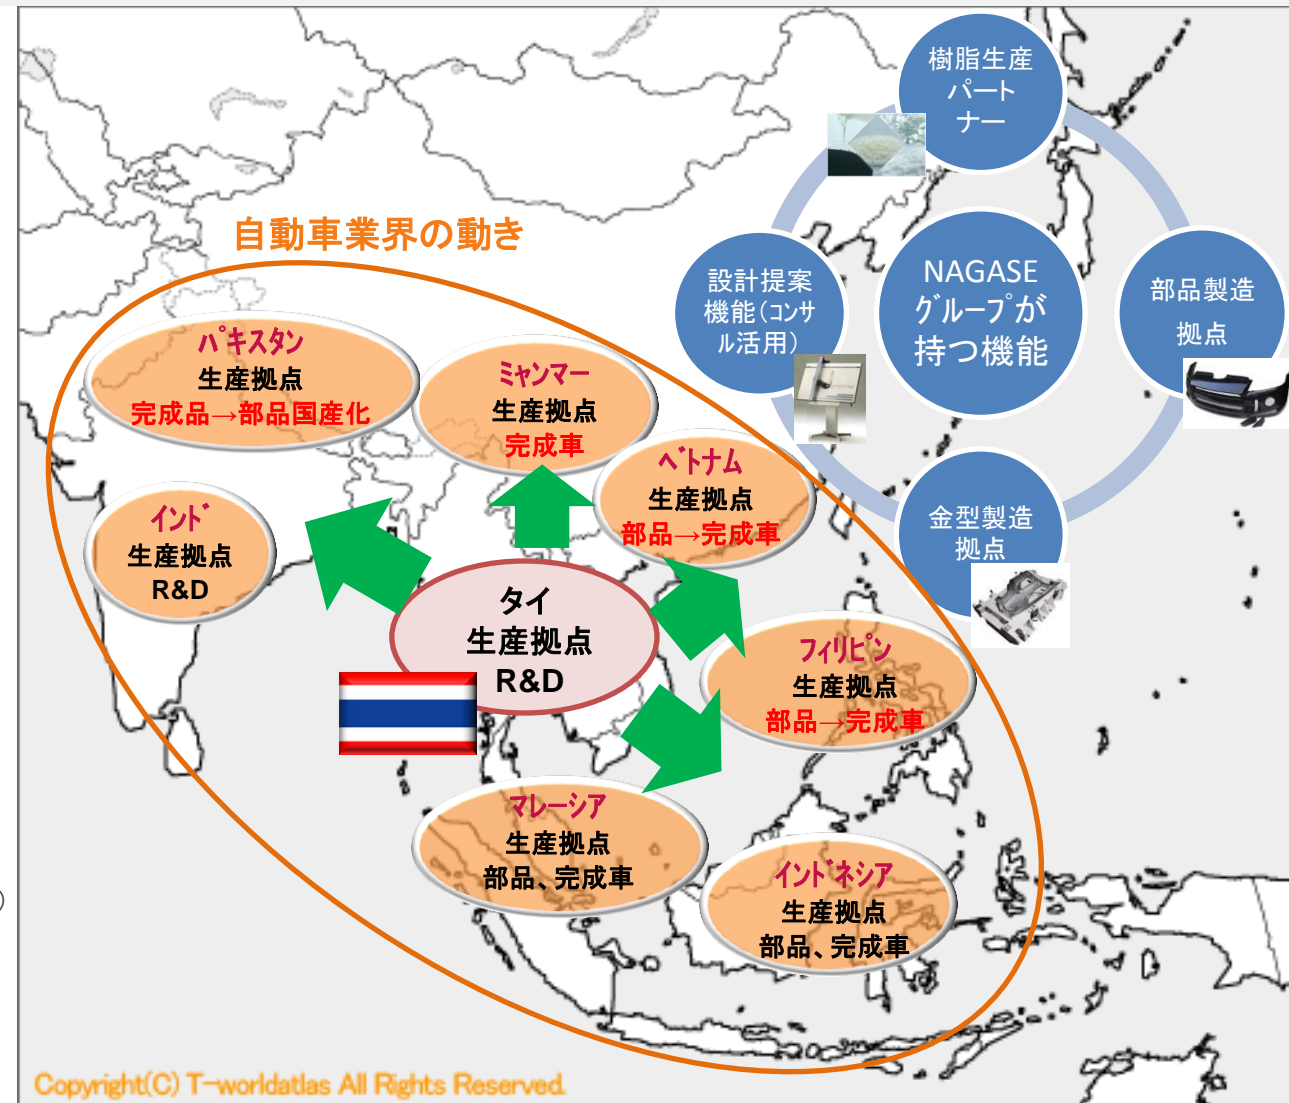 樹脂生産
パート
ナー
NAGASE
グループが
持つ機能
設計提案
機能(コンサ
ル活用)
部品製造
拠点
金型製造
拠点
自動車業界の動き
パキスタン
生産拠点
完成品→部品国産化
ミャンマー
生産拠点
完成車
ベトナム
生産拠点
部品→完成車
インド
生産拠点
R&D
タイ
生産拠点
R&D
フィリピン
生産拠点
部品→完成車
マレーシア
生産拠点
部品、完成車
インドネシア
生産拠点
部品、完成車
Copyright(C) T-worldatlas All Rights Reserved.